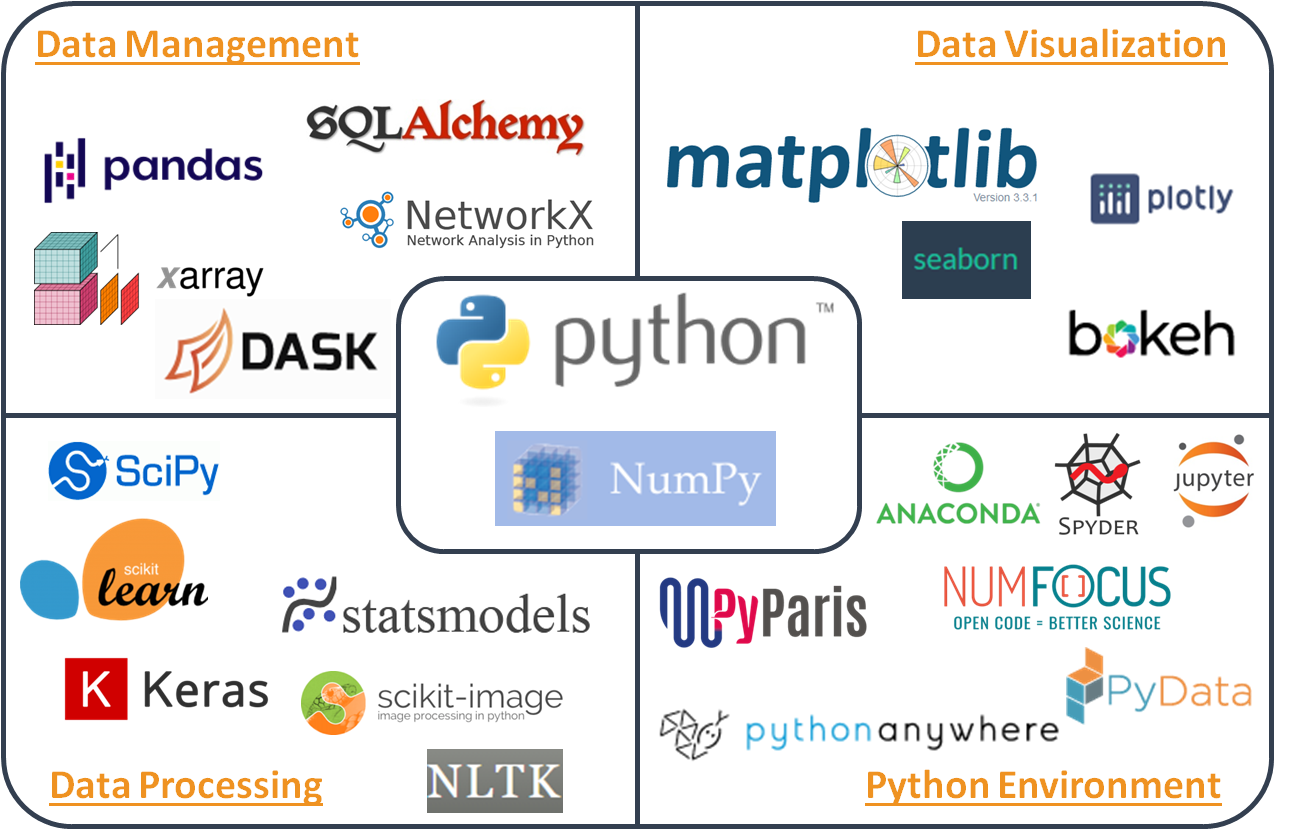 Data Management
SQLAlchemy
pandas
NetworkX
Network Analysis in Python
xarray
DASK
Data Visualization
matplotlib
Version 3.3.1
plotly
seaborn
bokeh
python™
NumPy
SciPy
scikit
learn
statsmodels
K Keras
scikit-image
image processing in python
NLTK
Data Processing
ANACONDA®
SPYDER
jupyter
PyParis
NUMFOCUS
OPEN CODE = BETTER SCIENCE
PyData
pythonanywhere
Python Environment